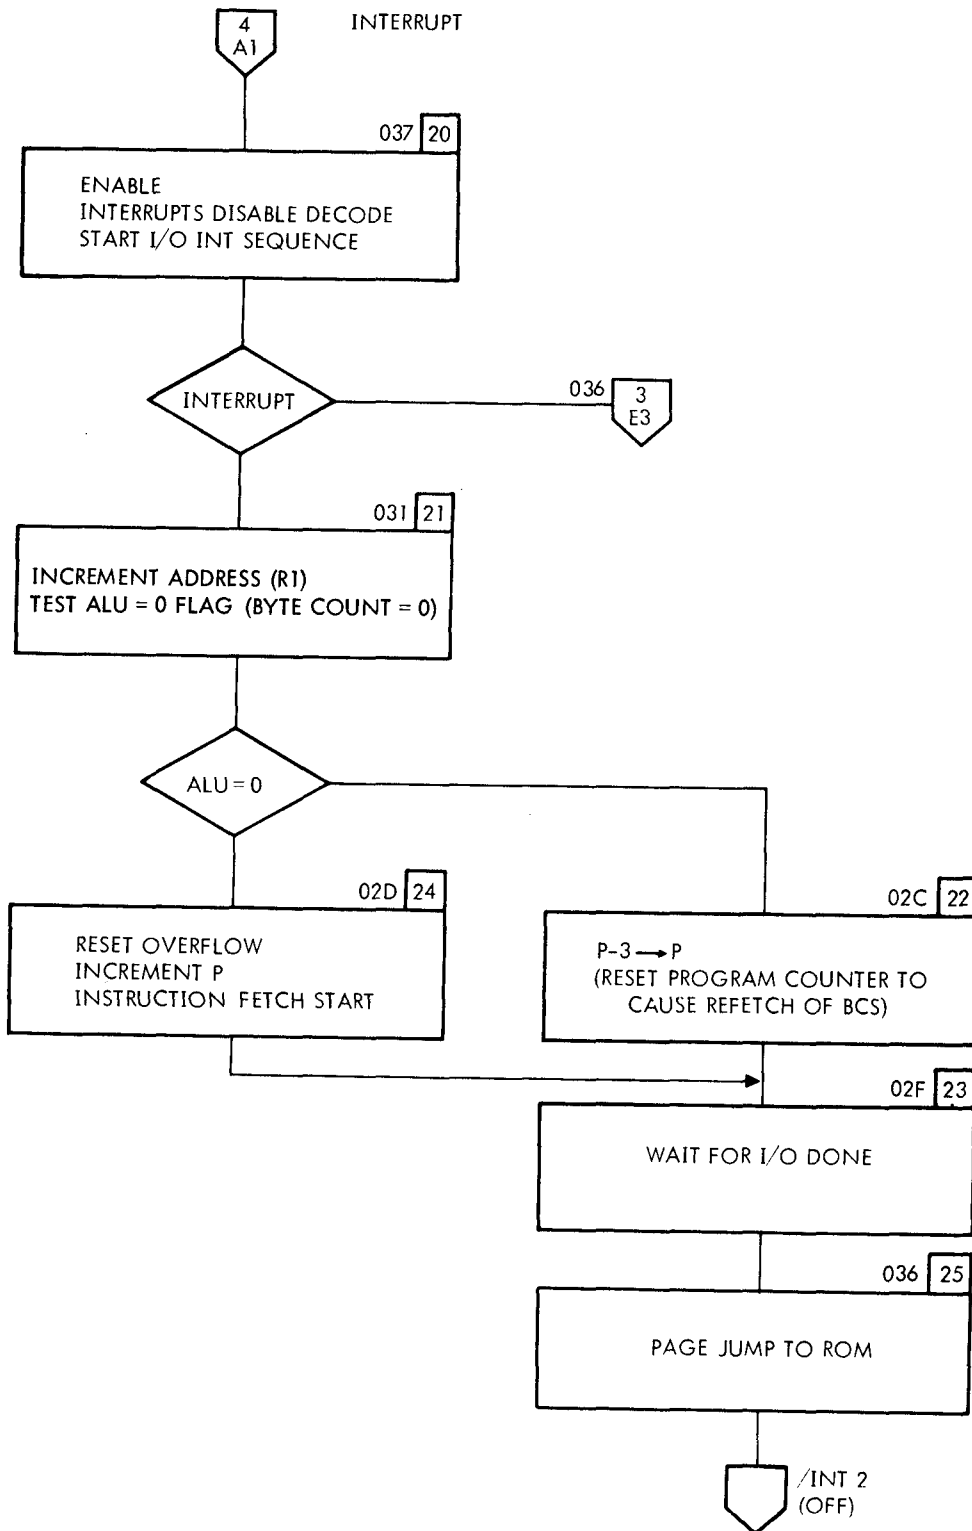 4
A1
INTERRUPT
037 20
ENABLE
INTERRUPTS DISABLE DECODE
START I/O INT SEQUENCE
INTERRUPT
036
3
E3
031 21
INCREMENT ADDRESS (R1)
TEST ALU = 0 FLAG (BYTE COUNT = 0)
ALU = 0
02D 24
RESET OVERFLOW
INCREMENT P
INSTRUCTION FETCH START
02C 22
P-3→P
(RESET PROGRAM COUNTER TO
CAUSE REFETCH OF BCS)
02F 23
WAIT FOR I/O DONE
036 25
PAGE JUMP TO ROM
/INT 2
(OFF)